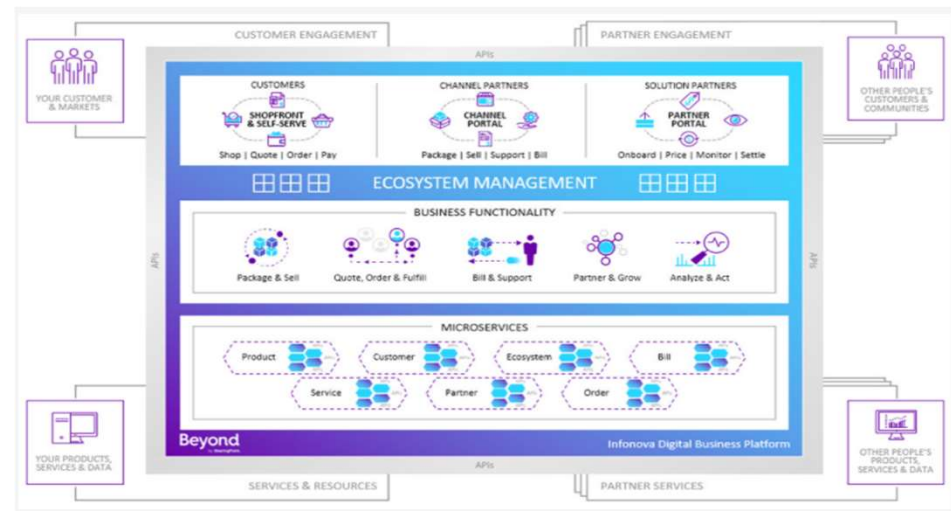 CUSTOMER ENGAGEMENT
PARTNER ENGAGEMENT
APIs
YOUR CUSTOMER
& MARKETS
OTHER PEOPLE'S
CUSTOMERS &
COMMUNITIES
CUSTOMERS
SHOPFRONT
& SELF-SERVE
Shop | Quote | Order | Pay
CHANNEL PARTNERS
CHANNEL
PORTAL
Package | Sell | Support | Bill
SOLUTION PARTNERS
PARTNER
PORTAL
Onboard | Price | Monitor | Settle
ECOSYSTEM MANAGEMENT
BUSINESS FUNCTIONALITY
Package & Sell
Quote, Order & Fulfill
Bill & Support
Partner & Grow
Analyze & Act
APIs
APIs
MICROSERVICES
Product
Customer
Ecosystem
Bill
Service
Partner
Order
Beyond
Infonova Digital Business Platform
APIs
YOUR PRODUCTS,
SERVICES & DATA
OTHER PEOPLE'S
PRODUCTS,
SERVICES & DATA
SERVICES & RESOURCES
PARTNER SERVICES